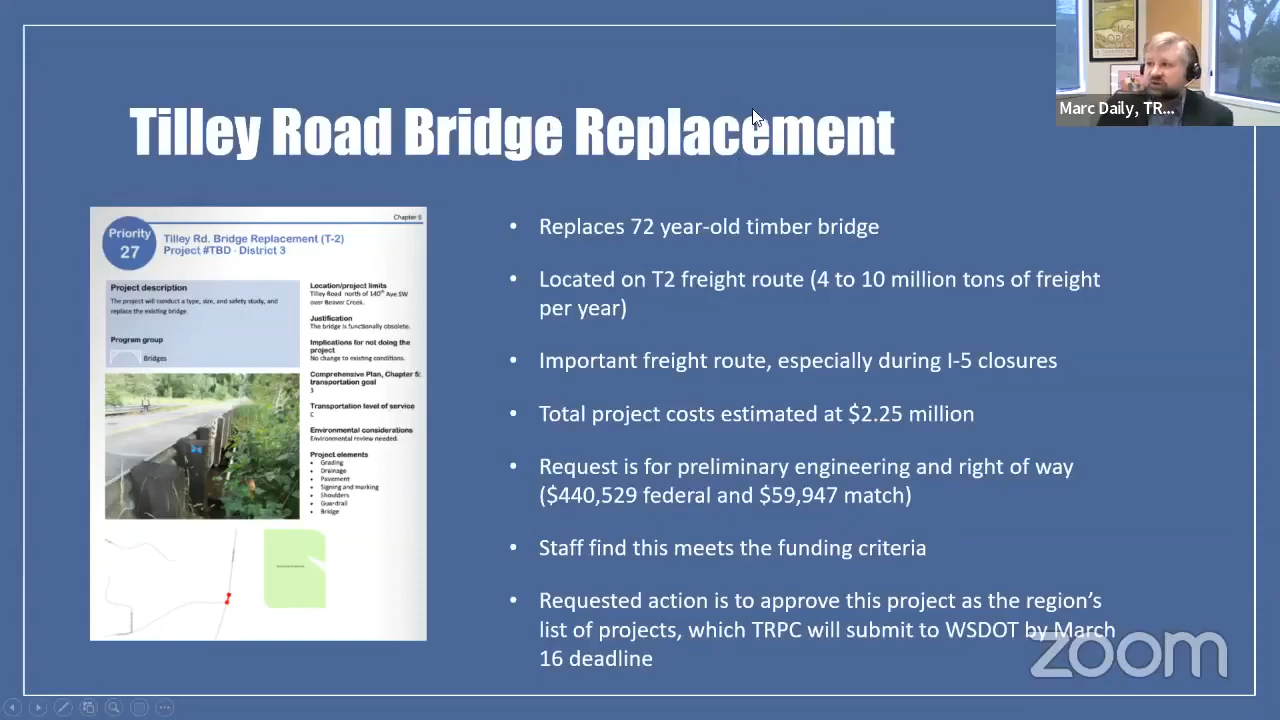 Marc Daily, TR...
Tilley Road Bridge Replacement
Chapter 6
Priority
27
Tilley Rd. Bridge Replacement (T-2)
Project #TBD - District 3
Project description
The project will conduct a type, size, and safety study, and
replace the existing bridge.
Program group
Bridges
Location/project limits
Tilley Road north of 140th Ave SW
over Beaver Creek.
Justification
The bridge is functionally obsolete.
Implications for not doing the
project
No change to existing conditions.
Comprehensive Plan, Chapter 5:
transportation goal
3
Transportation level of service
C
Environmental considerations
Environmental review needed.
Project elements
• Grading
• Drainage
• Pavement
• Signing and marking
• Shoulders
• Guardrail
• Bridge
• Replaces 72 year-old timber bridge
• Located on T2 freight route (4 to 10 million tons of freight
per year)
• Important freight route, especially during I-5 closures
• Total project costs estimated at $2.25 million
• Request is for preliminary engineering and right of way
($440,529 federal and $59,947 match)
• Staff find this meets the funding criteria
• Requested action is to approve this project as the region's
list of projects, which TRPC will submit to WSDOT by March
16 deadline
zoom